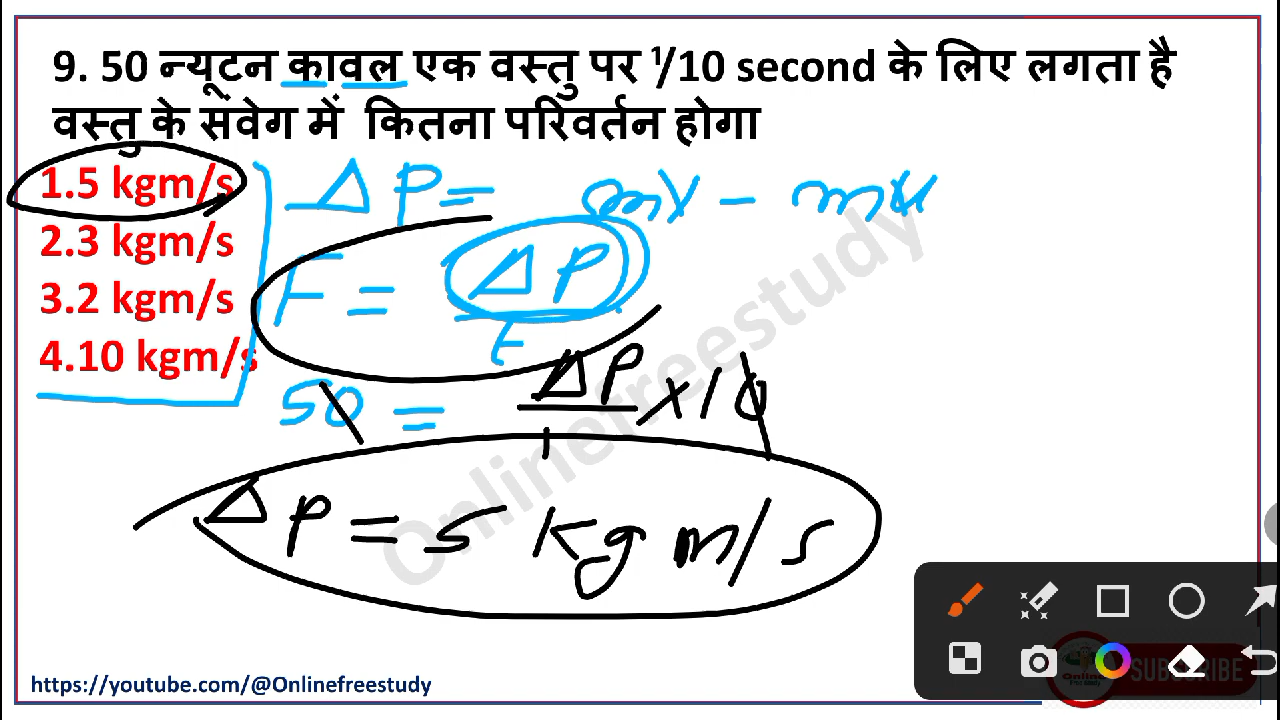 9. 50 न्यूटन कावल एक वस्तु पर ¹/10 second के लिए लगता है
वस्तु के संवेग में कितना परिवर्तन होगा
1.5 kgm/s
2.3 kgm/s
3.2 kgm/s
4.10 kgm/s
ΔP = mv - mu
F = ΔP / t
50 = ΔP / 1 × 10
ΔP = 5 kg m/s
Onlinefreestudy
https://youtube.com/@Onlinefreestudy
SUBSCRIBE